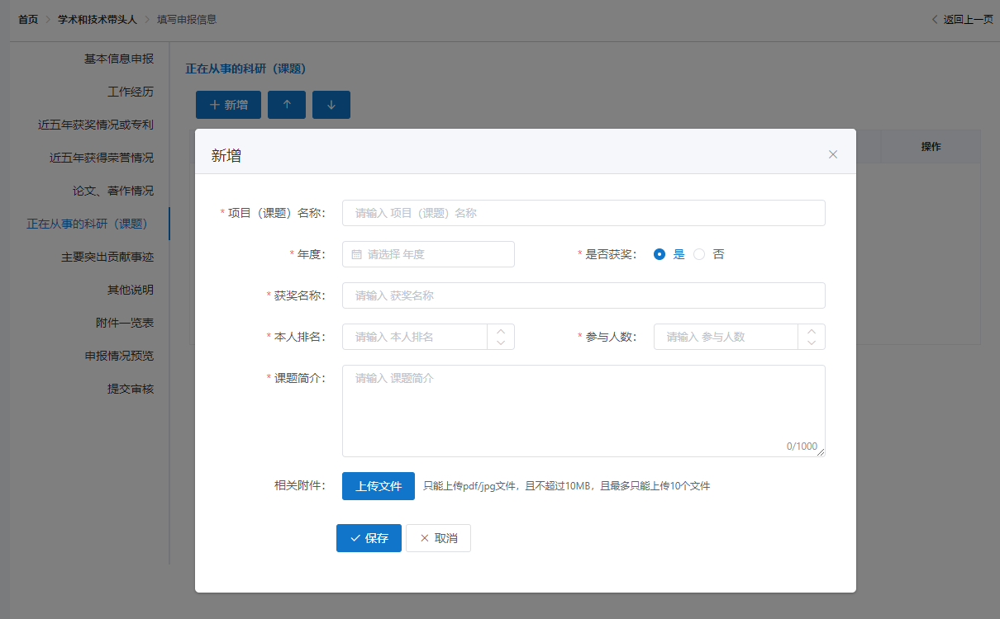 首页 学术和技术带头人 填写申报信息 返回上一页
基本信息申报
工作经历
近五年获奖情况或专利
近五年获得荣誉情况
论文、著作情况
正在从事的科研（课题）
主要突出贡献事迹
其他说明
附件一览表
申报情况预览
提交审核
正在从事的科研（课题）
新增
操作
新增
* 项目（课题）名称： 请输入 项目（课题）名称
* 年度： 请选择 年度 * 是否获奖： 是 否
* 获奖名称： 请输入 获奖名称
* 本人排名： 请输入 本人排名 * 参与人数： 请输入 参与人数
* 课题简介： 请输入 课题简介
0/1000
相关附件： 上传文件 只能上传pdf/jpg文件，且不超过10MB，且最多只能上传10个文件
保存 取消